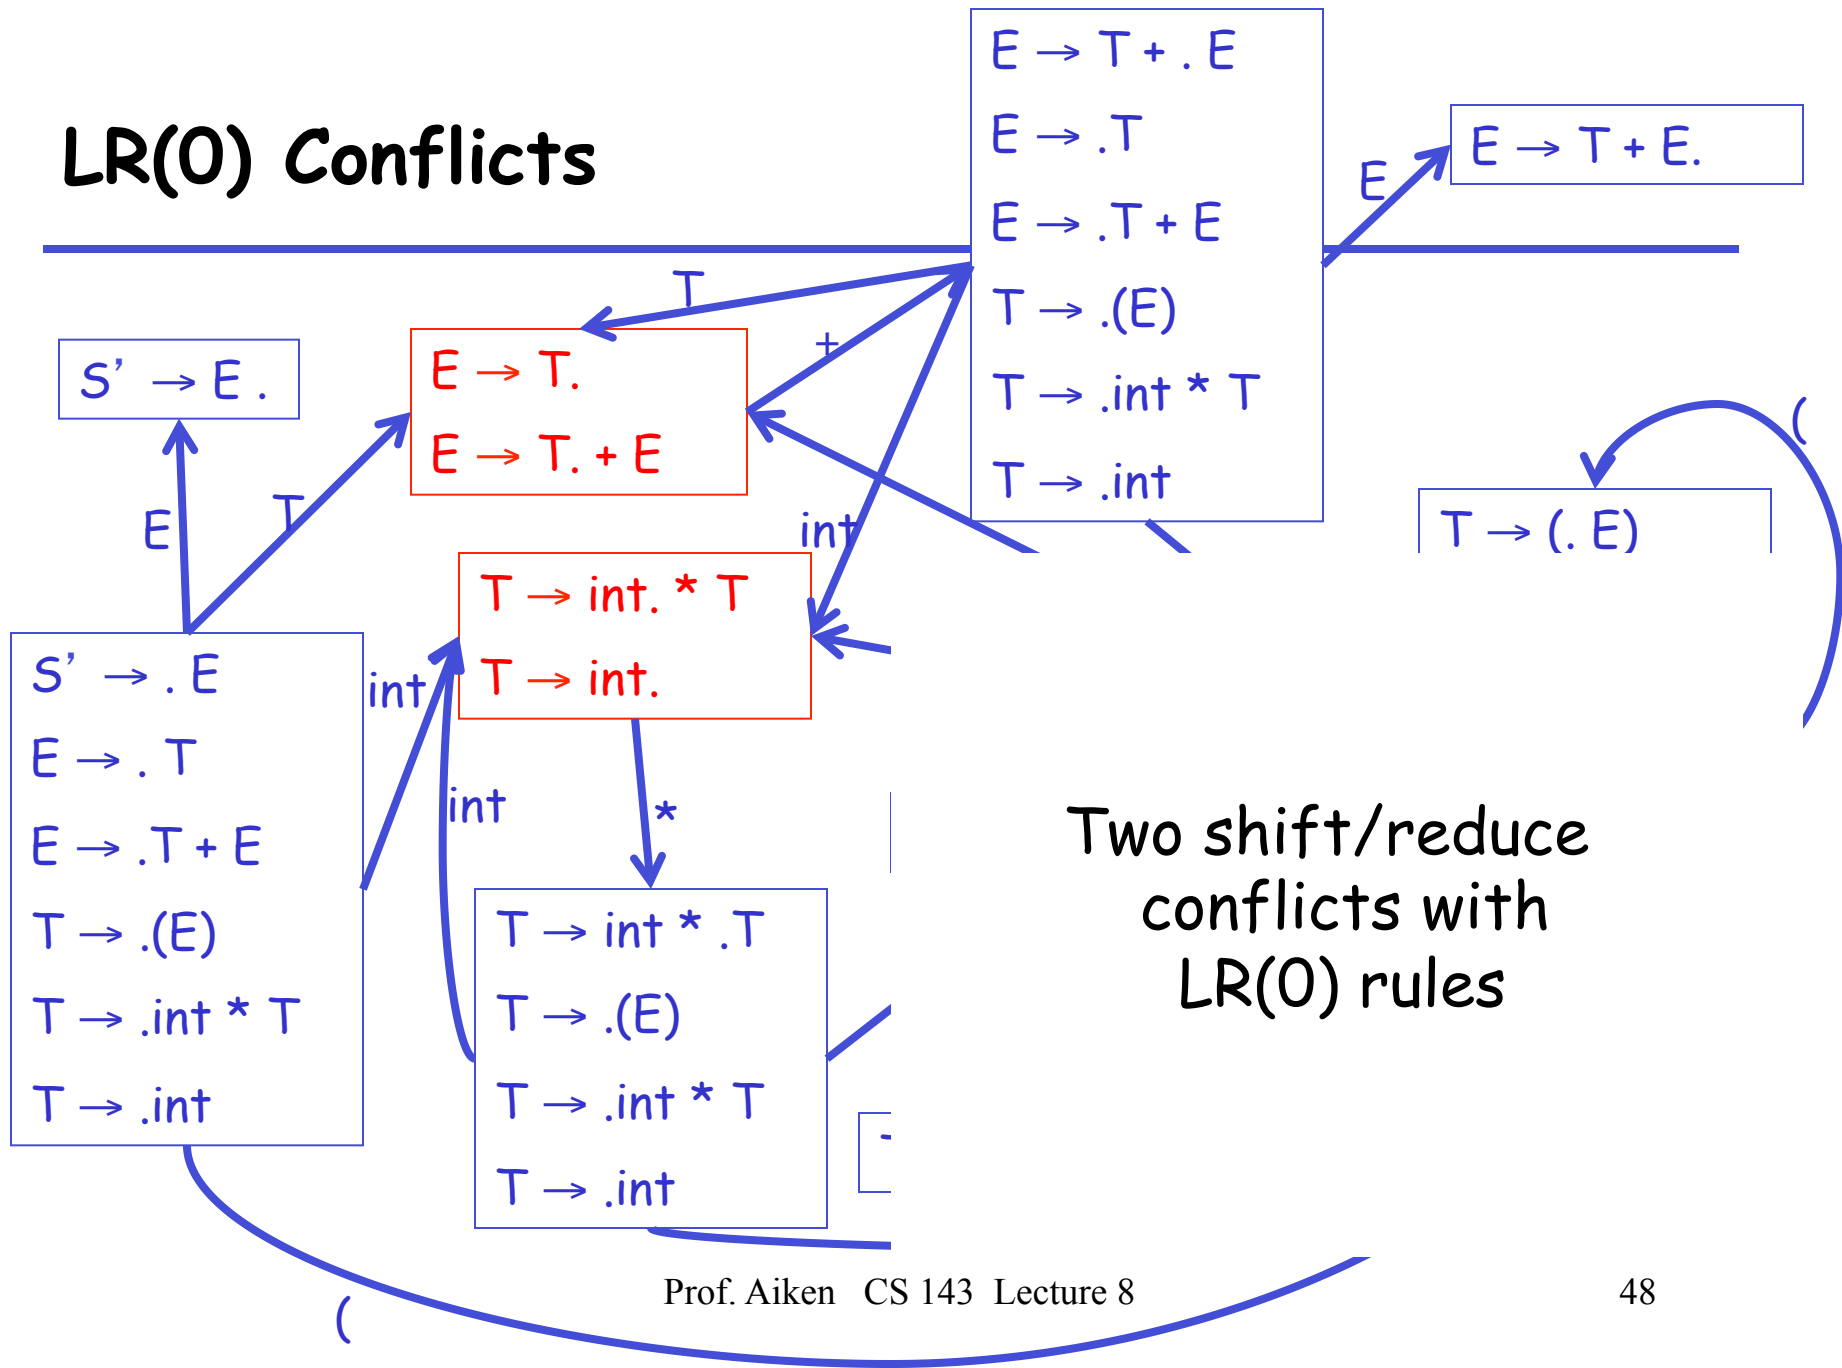 LR(0) Conflicts
E → T + . E
E → .T
E → .T + E
T → .(E)
T → .int * T
T → .int
E
E → T + E.
T
+
int
S’ → E .
E → T.
E → T. + E
E
T
(
T → (. E)
T → int. * T
T → int.
int
S’ → . E
E → . T
E → .T + E
T → .(E)
T → .int * T
T → .int
int
*
T → int * .T
T → .(E)
T → .int * T
T → .int
Two shift/reduce
conflicts with
LR(0) rules
(
Prof. Aiken CS 143 Lecture 8
48